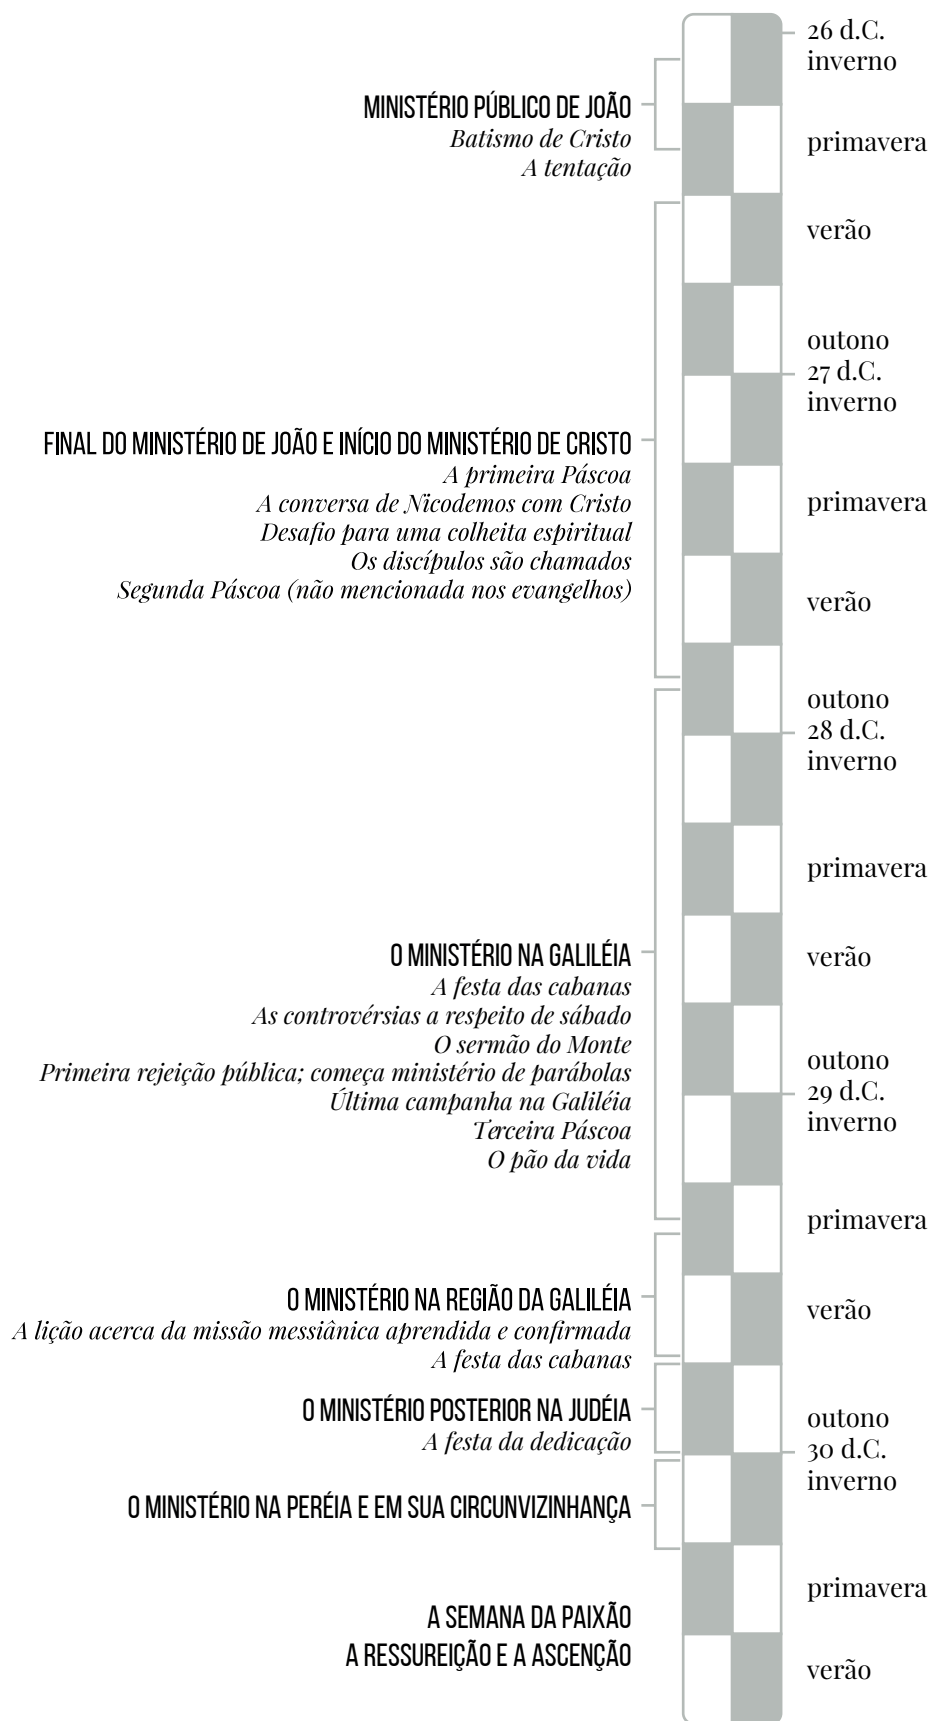 26 d.C.
inverno
MINISTÉRIO PÚBLICO DE JOÃO
Batismo de Cristo
A tentação
primavera
verão
outono
27 d.C.
inverno
FINAL DO MINISTÉRIO DE JOÃO E INÍCIO DO MINISTÉRIO DE CRISTO
A primeira Páscoa
A conversa de Nicodemos com Cristo
Desafio para uma colheita espiritual
Os discípulos são chamados
Segunda Páscoa (não mencionada nos evangelhos)
primavera
verão
outono
28 d.C.
inverno
primavera
verão
O MINISTÉRIO NA GALILÉIA
A festa das cabanas
As controvérsias a respeito de sábado
O sermão do Monte
Primeira rejeição pública; começa ministério de parábolas
Última campanha na Galiléia
Terceira Páscoa
O pão da vida
outono
29 d.C.
inverno
primavera
verão
O MINISTÉRIO NA REGIÃO DA GALILÉIA
A lição acerca da missão messiânica aprendida e confirmada
A festa das cabanas
O MINISTÉRIO POSTERIOR NA JUDÉIA
A festa da dedicação
outono
30 d.C.
inverno
O MINISTÉRIO NA PERÉIA E EM SUA CIRCUNVIZINHANÇA
primavera
A SEMANA DA PAIXÃO
A RESSUREIÇÃO E A ASCENÇÃO
verão